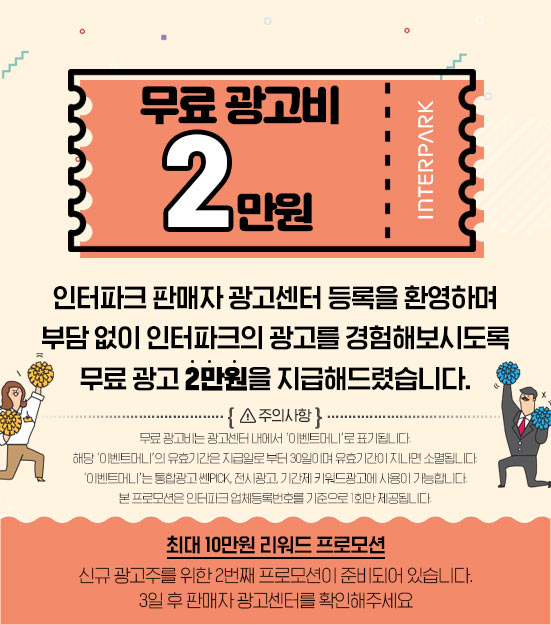 무료 광고비
2만원
INTERPARK
인터파크 판매자 광고센터 등록을 환영하며
부담 없이 인터파크의 광고를 경험해보시도록
무료 광고 2만원을 지급해드렸습니다.
{ ⚠ 주의사항 }
무료 광고비는 광고센터 내에서 '이벤트머니'로 표기됩니다.
해당 '이벤트머니'의 유효기간은 지급일로 부터 30일이며 유효기간이 지나면 소멸됩니다.
'이벤트머니'는 통합광고 쎈PICK, 전시광고, 기간제 키워드광고에 사용이 가능합니다.
본 프로모션은 인터파크 업체등록번호를 기준으로 1회만 제공됩니다.
최대 10만원 리워드 프로모션
신규 광고주를 위한 2번째 프로모션이 준비되어 있습니다.
3일 후 판매자 광고센터를 확인해주세요